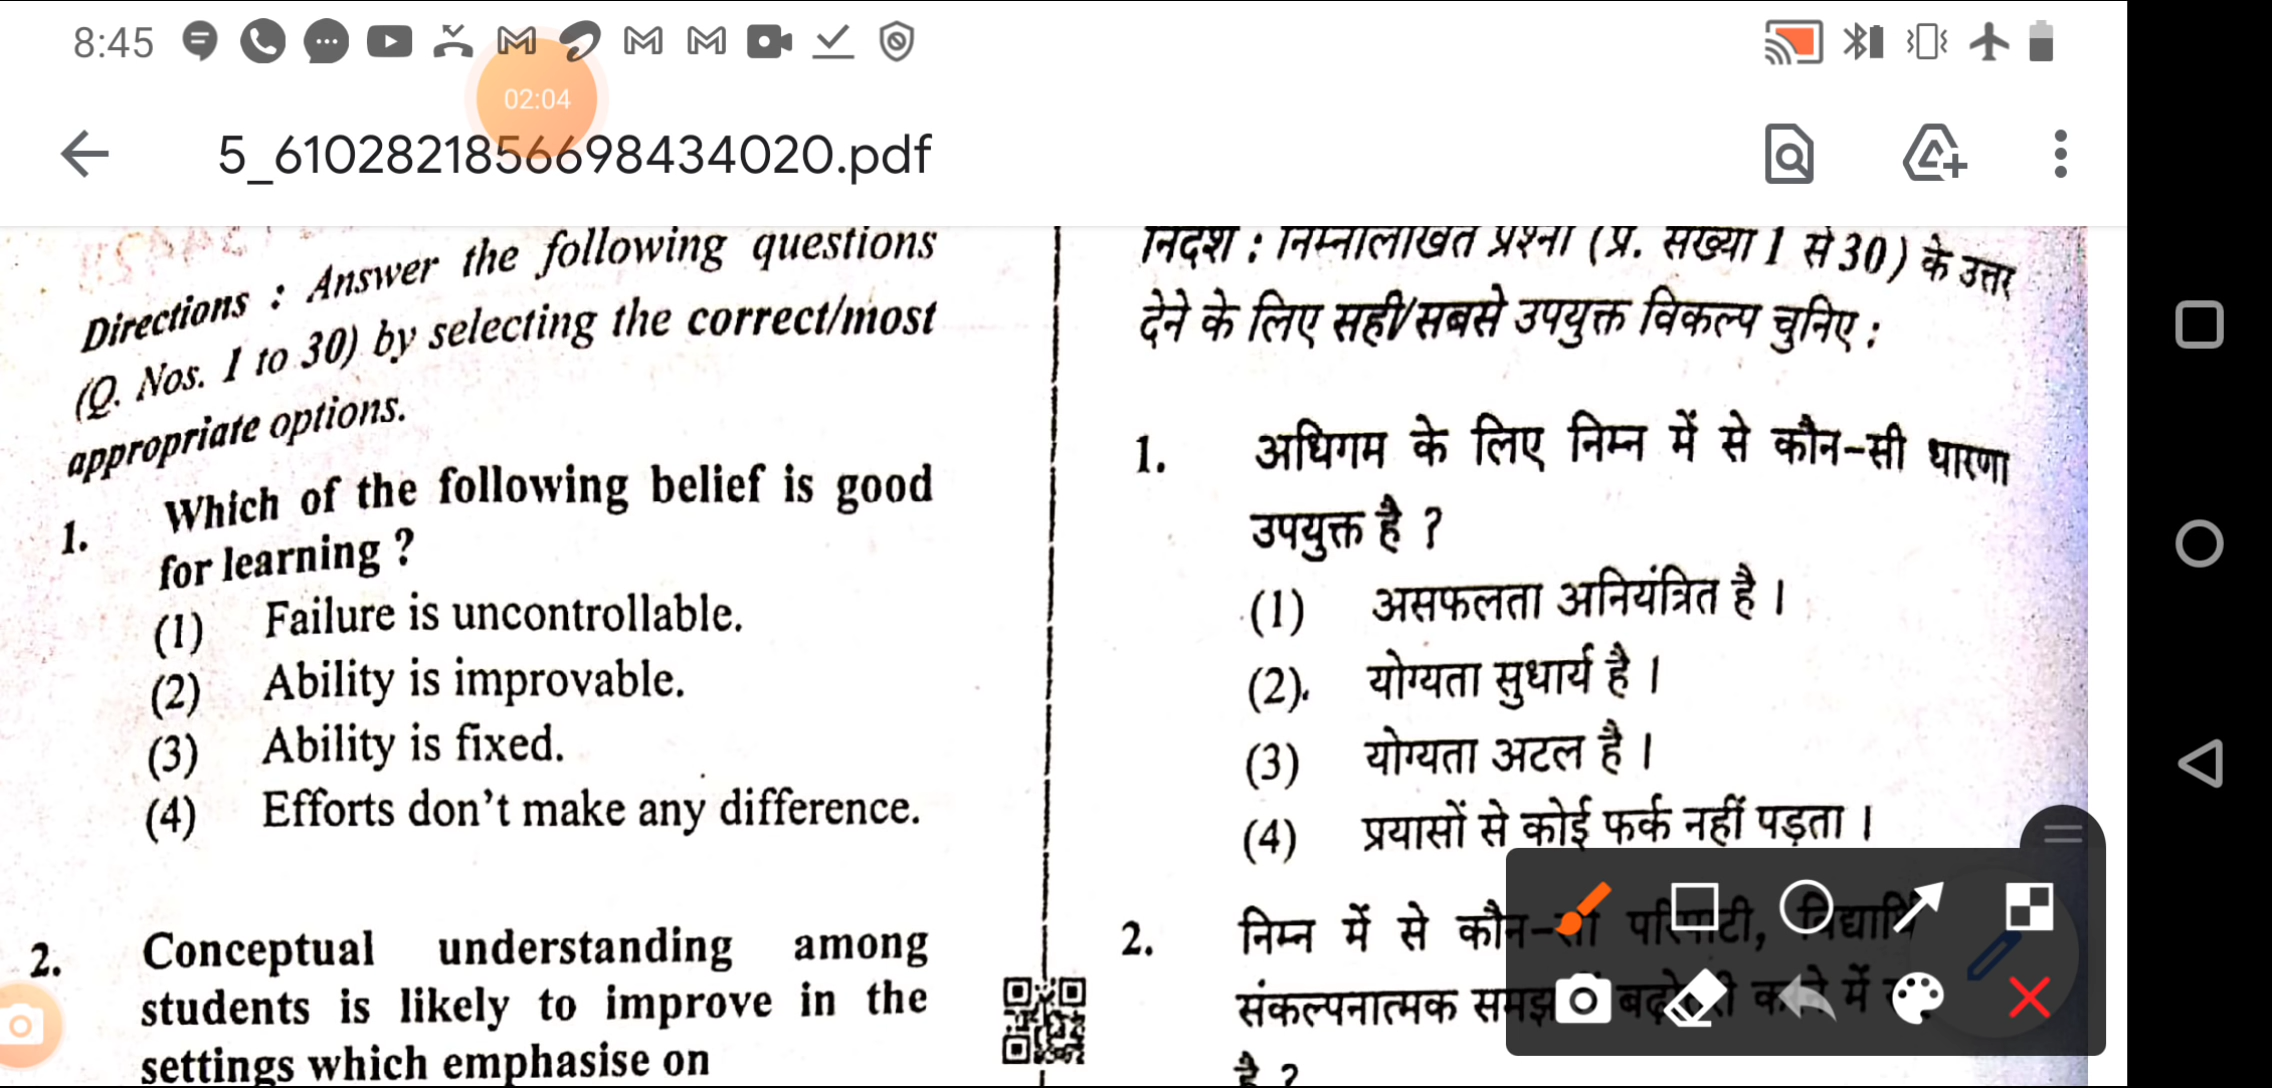 8:45
02:04
5_6102821856698434020.pdf
Directions : Answer the following questions
(Q. Nos. 1 to 30) by selecting the correct/most
appropriate options.
1. Which of the following belief is good
for learning ?
(1) Failure is uncontrollable.
(2) Ability is improvable.
(3) Ability is fixed.
(4) Efforts don't make any difference.
2. Conceptual understanding among
students is likely to improve in the
settings which emphasise on
निर्देश : निम्नलिखित प्रश्नों (प्र. संख्या 1 से 30) के उत्तर
देने के लिए सही/सबसे उपयुक्त विकल्प चुनिए :
1. अधिगम के लिए निम्न में से कौन-सी धारणा
उपयुक्त है ?
(1) असफलता अनियंत्रित है ।
(2). योग्यता सुधार्य है ।
(3) योग्यता अटल है ।
(4) प्रयासों से कोई फर्क नहीं पड़ता ।
2. निम्न में से कौन-सी परिपाटी,
संकल्पनात्मक समझ में
है ?